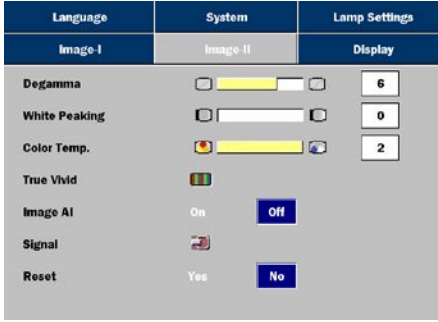 Language System Lamp Settings
Image-I Image-II Display
Degamma 6
White Peaking 0
Color Temp. 2
True Vivid
Image AI On Off
Signal
Reset Yes No